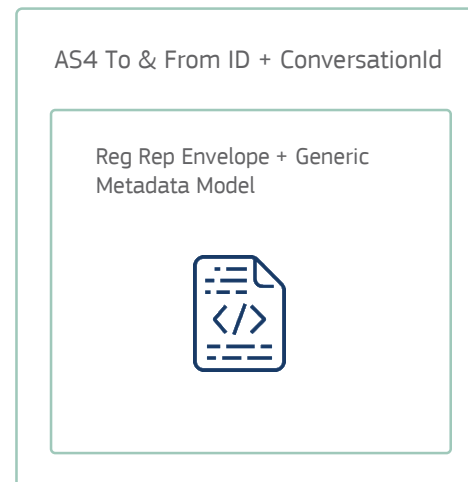 AS4 To & From ID + ConversationId
Reg Rep Envelope + Generic
Metadata Model